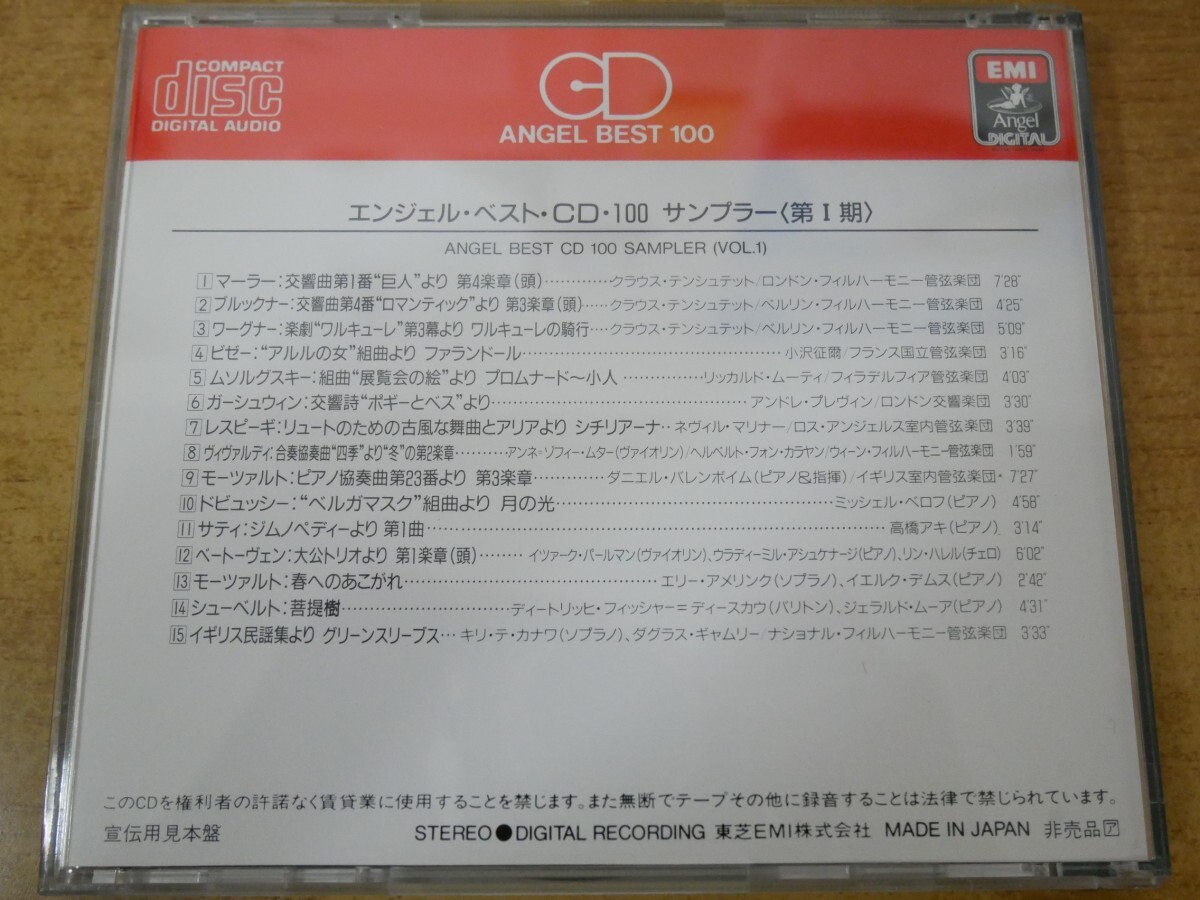 COMPACT
disc
DIGITAL AUDIO
CD
ANGEL BEST 100
EMI
Angel
DIGITAL
エンジェル・ベスト・CD・100 サンプラー〈第Ⅰ期〉
ANGEL BEST CD 100 SAMPLER (VOL.1)
1 マーラー:交響曲第1番“巨人”より 第4楽章(頭)…………クラウス・テンシュテット/ロンドン・フィルハーモニー管弦楽団 7'28"
2 ブルックナー:交響曲第4番“ロマンティック”より 第3楽章(頭)……クラウス・テンシュテット/ベルリン・フィルハーモニー管弦楽団 4'25"
3 ワーグナー:楽劇“ワルキューレ”第3幕より ワルキューレの騎行……クラウス・テンシュテット/ベルリン・フィルハーモニー管弦楽団 5'09"
4 ビゼー:“アルルの女”組曲より ファランドール……………………………………小沢征爾/フランス国立管弦楽団 3'16"
5 ムソルグスキー:組曲“展覧会の絵”より プロムナード〜小人…………リッカルド・ムーティ/フィラデルフィア管弦楽団 4'03"
6 ガーシュウィン:交響詩“ポギーとベス”より……………………………………アンドレ・プレヴィン/ロンドン交響楽団 3'30"
7 レスピーギ:リュートのための古風な舞曲とアリアより シチリアーナ…ネヴィル・マリナー/ロス・アンジェルス室内管弦楽団 3'39"
8 ヴィヴァルディ:合奏協奏曲“四季”より“冬”の第2楽章………アンネ=ゾフィー・ムター(ヴァイオリン)/ヘルベルト・フォン・カラヤン/ウィーン・フィルハーモニー管弦楽団 1'59"
9 モーツァルト:ピアノ協奏曲第23番より 第3楽章…………ダニエル・バレンボイム(ピアノ&指揮)/イギリス室内管弦楽団・7'27"
10 ドビュッシー:“ベルガマスク”組曲より 月の光……………………………………ミッシェル・ベロフ(ピアノ) 4'58"
11 サティ:ジムノペディーより 第1曲………………………………………………………………高橋アキ(ピアノ) 3'14"
12 ベートーヴェン:大公トリオより 第1楽章(頭)………イツァーク・パールマン(ヴァイオリン)、ウラディーミル・アシュケナージ(ピアノ)、リン・ハレル(チェロ) 6'02"
13 モーツァルト:春へのあこがれ……………………………………エリー・アメリンク(ソプラノ)、イエルク・デムス(ピアノ) 2'42"
14 シューベルト:菩提樹………………………ディートリッヒ・フィッシャー=ディースカウ(バリトン)、ジェラルド・ムーア(ピアノ) 4'31"
15 イギリス民謡集より グリーンスリーブス…キリ・テ・カナワ(ソプラノ)、ダグラス・ギャムリー/ナショナル・フィルハーモニー管弦楽団 3'33"
このCDを権利者の許諾なく賃貸業に使用することを禁じます。また無断でテープその他に録音することは法律で禁じられています。
宣伝用見本盤 STEREO●DIGITAL RECORDING 東芝EMI株式会社 MADE IN JAPAN 非売品ア